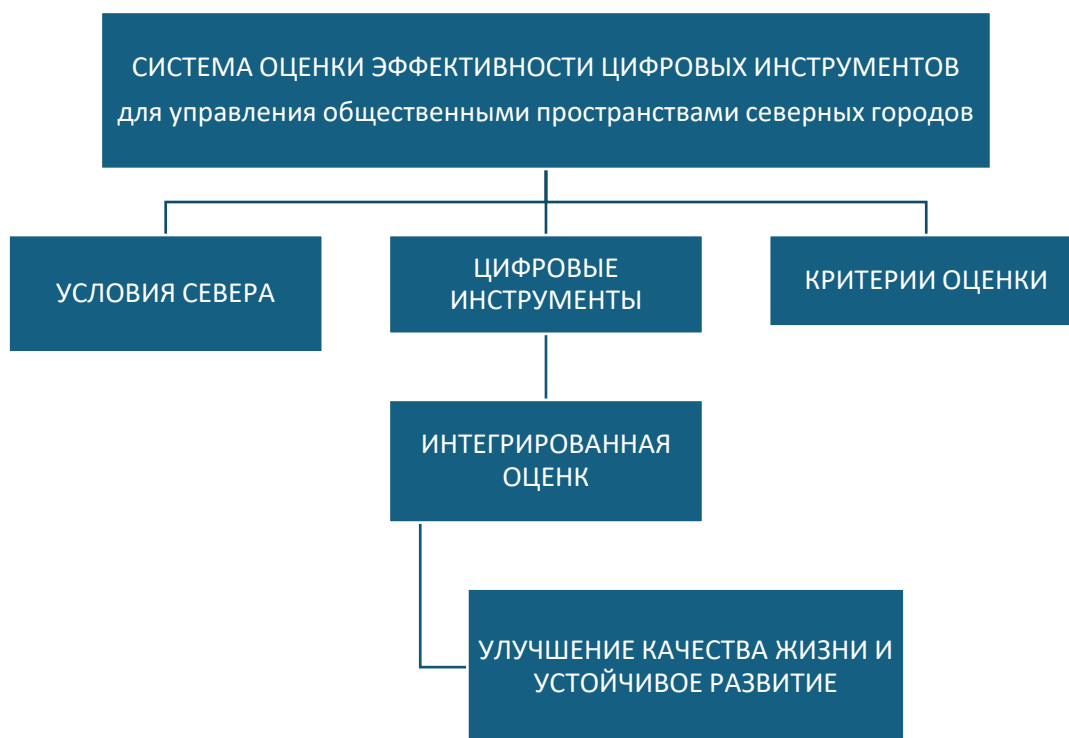 СИСТЕМА ОЦЕНКИ ЭФФЕКТИВНОСТИ ЦИФРОВЫХ ИНСТРУМЕНТОВ
для управления общественными пространствами северных городов
УСЛОВИЯ СЕВЕРА
ЦИФРОВЫЕ
ИНСТРУМЕНТЫ
КРИТЕРИИ ОЦЕНКИ
ИНТЕГРИРОВАННАЯ
ОЦЕНК
УЛУЧШЕНИЕ КАЧЕСТВА ЖИЗНИ И
УСТОЙЧИВОЕ РАЗВИТИЕ